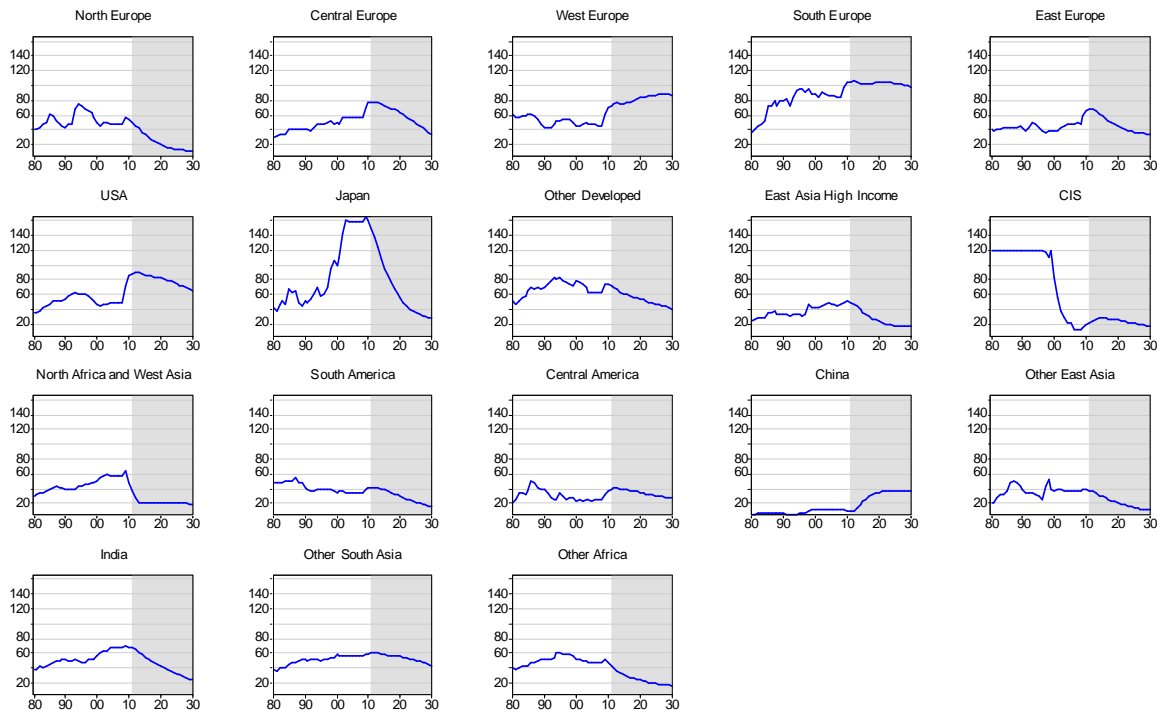 North Europe Central Europe West Europe South Europe East Europe
140 140 140 140 140
120 120 120 120 120
80 80 80 80 80
60 60 60 60 60
20 20 20 20 20
80 90 00 10 20 30 80 90 00 10 20 30 80 90 00 10 20 30 80 90 00 10 20 30 80 90 00 10 20 30
USA Japan Other Developed East Asia High Income CIS
140 140 140 140 140
120 120 120 120 120
80 80 80 80 80
60 60 60 60 60
20 20 20 20 20
80 90 00 10 20 30 80 90 00 10 20 30 80 90 00 10 20 30 80 90 00 10 20 30 80 90 00 10 20 30
North Africa and West Asia South America Central America China Other East Asia
140 140 140 140 140
120 120 120 120 120
80 80 80 80 80
60 60 60 60 60
20 20 20 20 20
80 90 00 10 20 30 80 90 00 10 20 30 80 90 00 10 20 30 80 90 00 10 20 30 80 90 00 10 20 30
India Other South Asia Other Africa
140 140 140
120 120 120
80 80 80
60 60 60
20 20 20
80 90 00 10 20 30 80 90 00 10 20 30 80 90 00 10 20 30